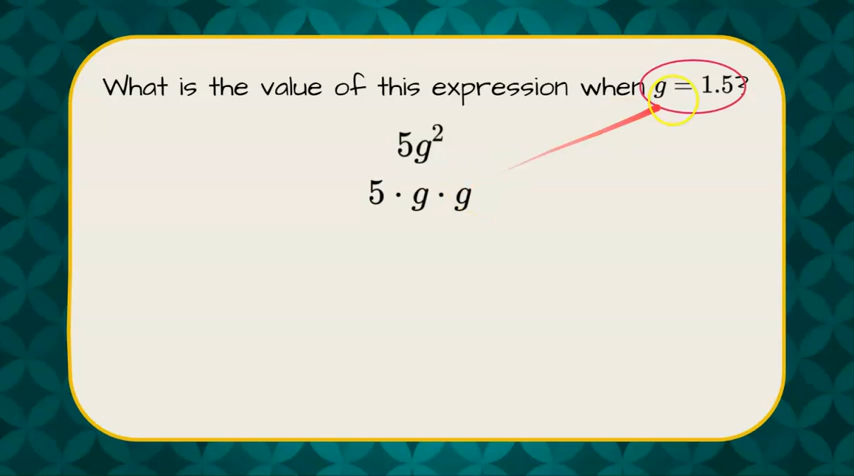 What is the value of this expression when g = 1.5?
5g²
5 · g · g